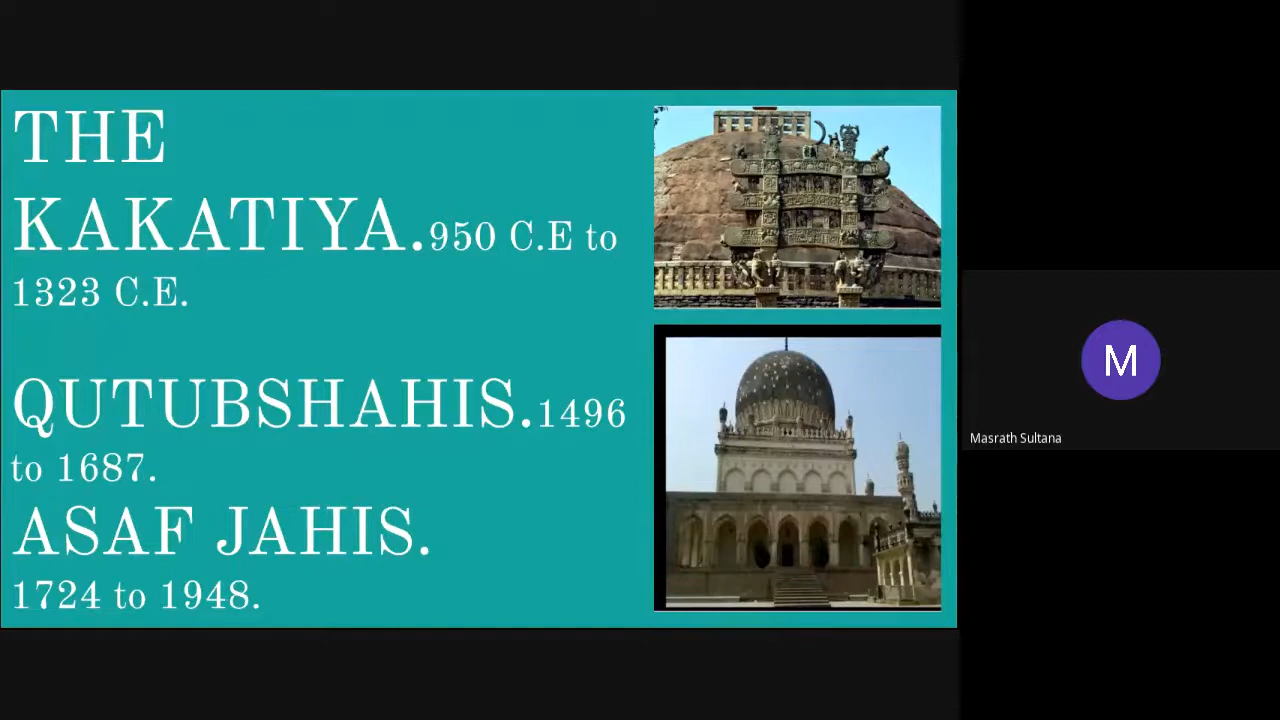 THE
KAKATIYA.950 C.E to
1323 C.E.
QUTUBSHAHIS.1496
to 1687.
ASAF JAHIS.
1724 to 1948.
M
Masrath Sultana